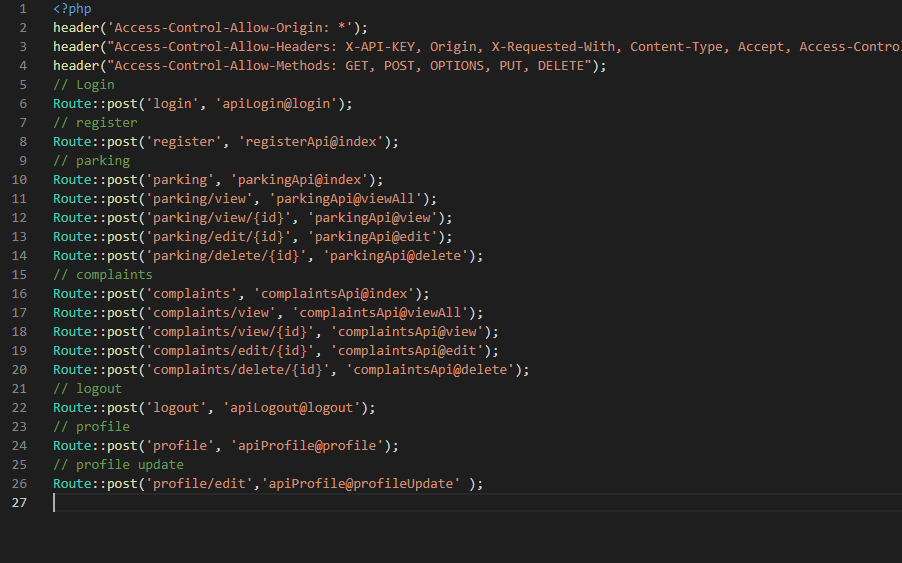 1 <?php
2 header('Access-Control-Allow-Origin: *');
3 header("Access-Control-Allow-Headers: X-API-KEY, Origin, X-Requested-With, Content-Type, Accept, Access-Contro
4 header("Access-Control-Allow-Methods: GET, POST, OPTIONS, PUT, DELETE");
5 // Login
6 Route::post('login', 'apiLogin@login');
7 // register
8 Route::post('register', 'registerApi@index');
9 // parking
10 Route::post('parking', 'parkingApi@index');
11 Route::post('parking/view', 'parkingApi@viewAll');
12 Route::post('parking/view/{id}', 'parkingApi@view');
13 Route::post('parking/edit/{id}', 'parkingApi@edit');
14 Route::post('parking/delete/{id}', 'parkingApi@delete');
15 // complaints
16 Route::post('complaints', 'complaintsApi@index');
17 Route::post('complaints/view', 'complaintsApi@viewAll');
18 Route::post('complaints/view/{id}', 'complaintsApi@view');
19 Route::post('complaints/edit/{id}', 'complaintsApi@edit');
20 Route::post('complaints/delete/{id}', 'complaintsApi@delete');
21 // logout
22 Route::post('logout', 'apiLogout@logout');
23 // profile
24 Route::post('profile', 'apiProfile@profile');
25 // profile update
26 Route::post('profile/edit','apiProfile@profileUpdate' );
27